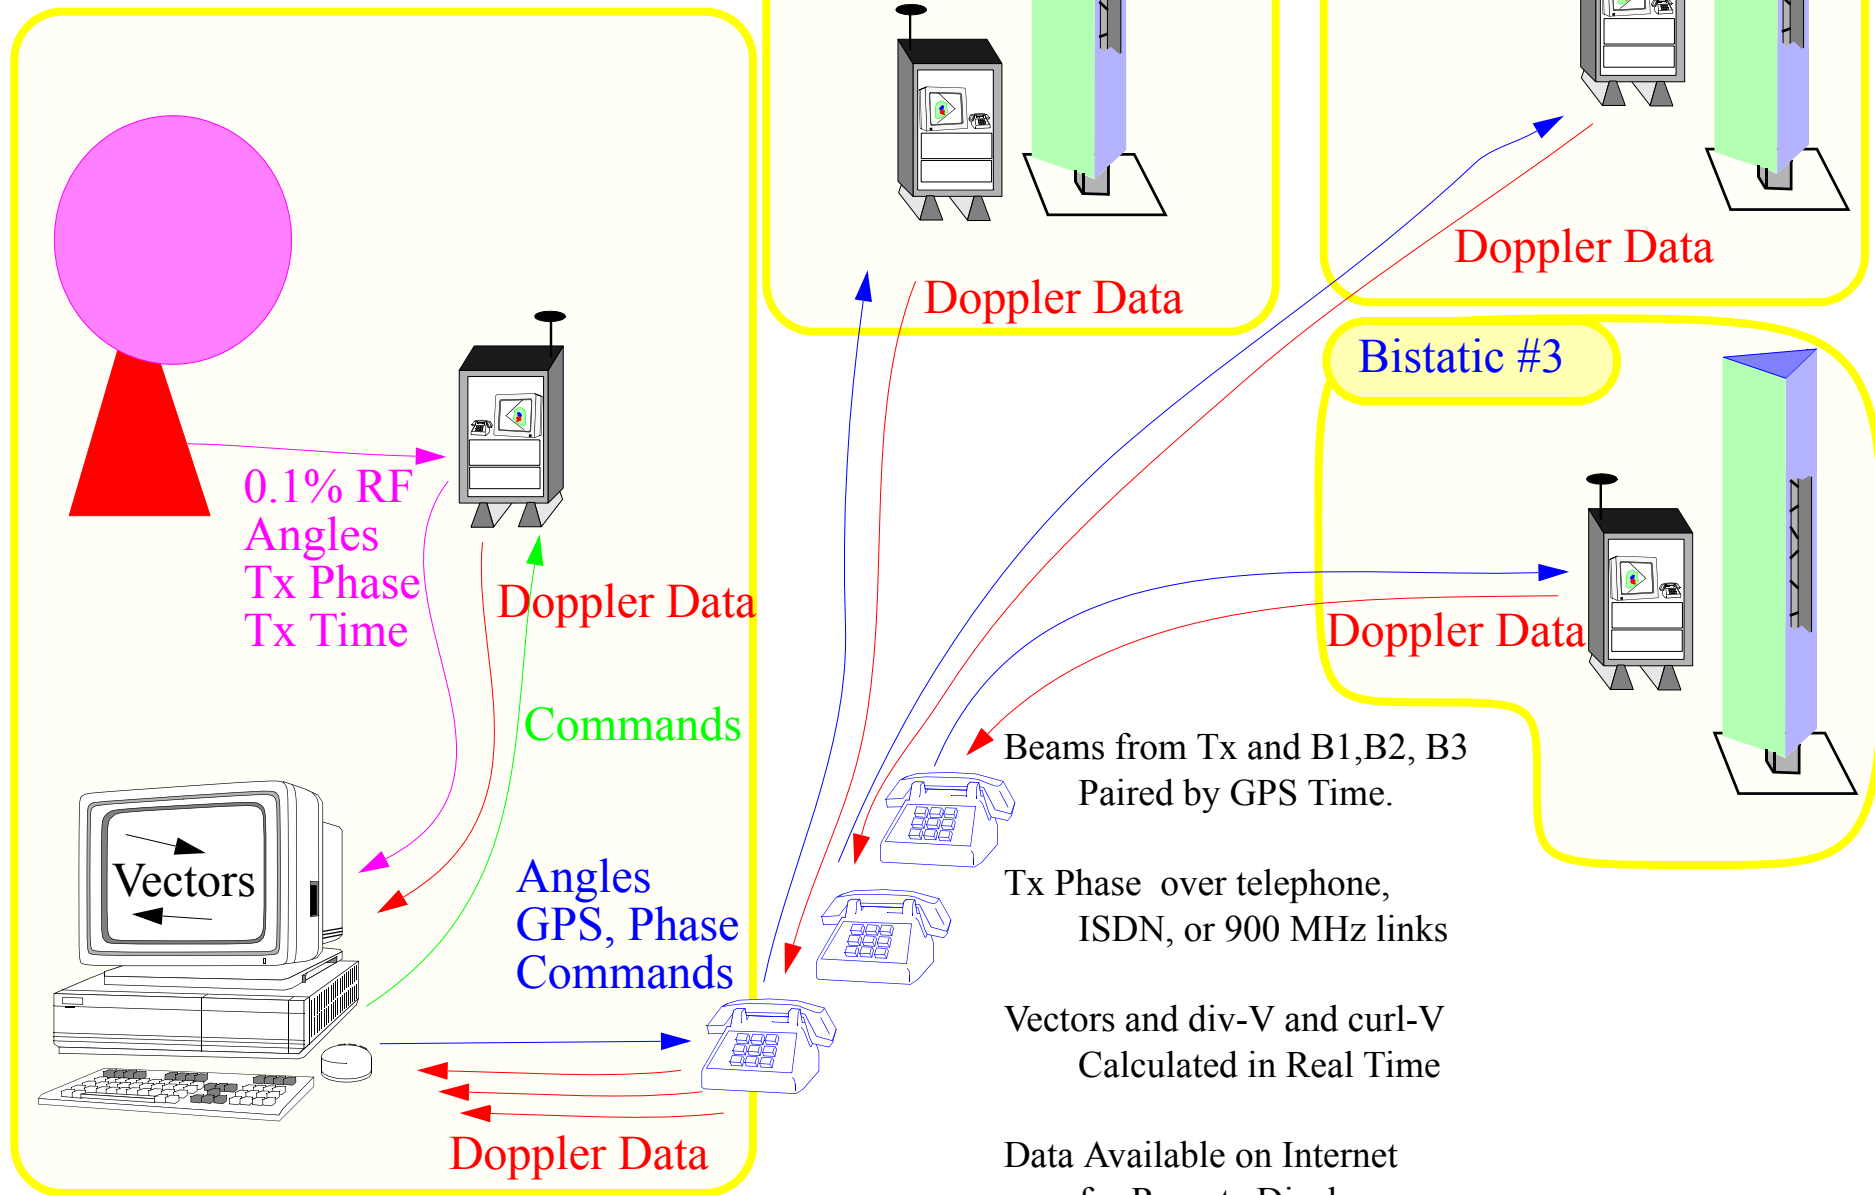 Doppler Data
Doppler Data
Bistatic #3
0.1% RF
Angles
Tx Phase
Tx Time
Doppler Data
Doppler Data
Commands
Beams from Tx and B1,B2, B3
Paired by GPS Time.
Vectors
Angles
GPS, Phase
Commands
Tx Phase over telephone,
ISDN, or 900 MHz links
Vectors and div-V and curl-V
Calculated in Real Time
Doppler Data
Data Available on Internet